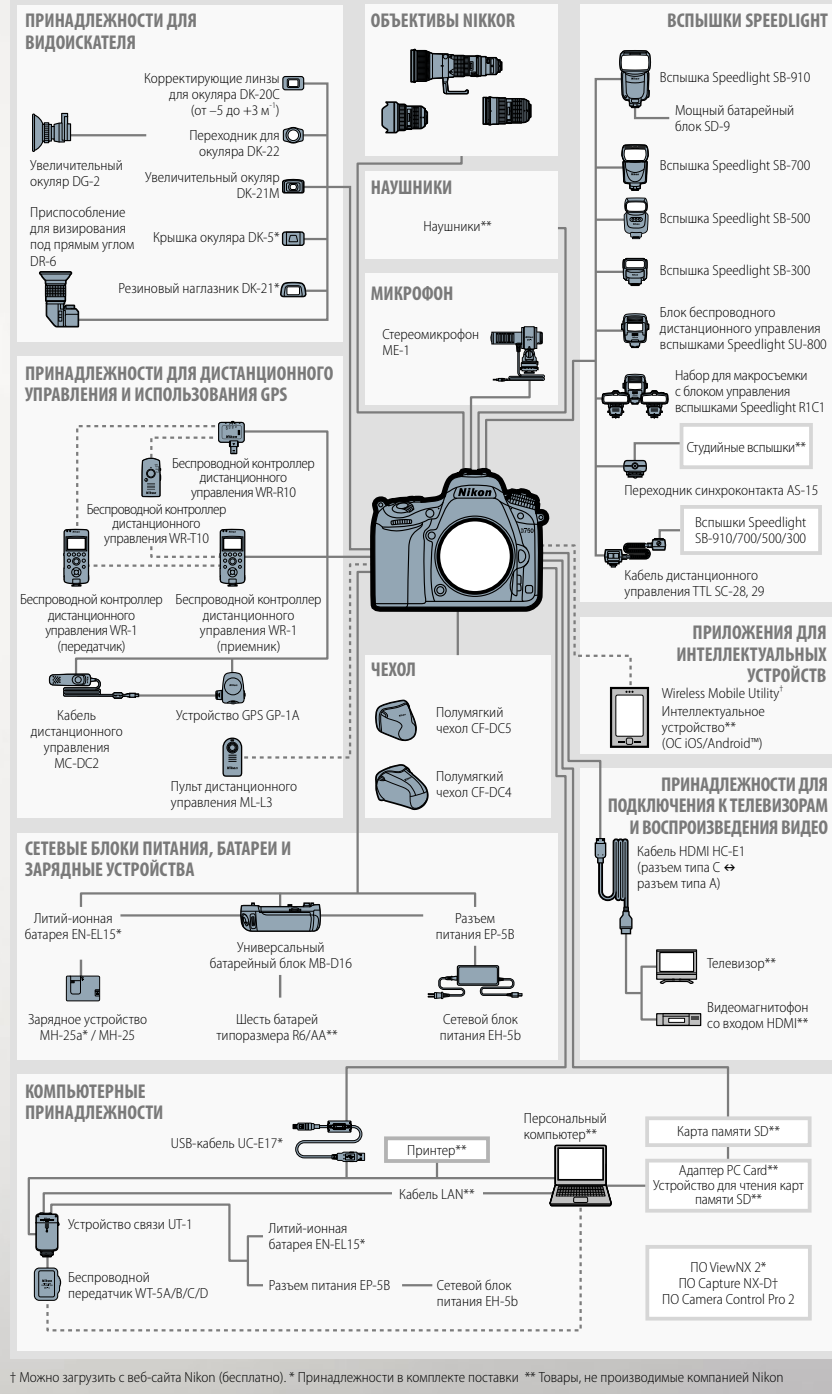 ПРИНАДЛЕЖНОСТИ ДЛЯ
ВИДОИСКАТЕЛЯ
Корректирующие линзы
для окуляра DK-20C
(от –5 до +3 м⁻¹)
Переходник для
окуляра DK-22
Увеличительный
окуляр DG-2
Увеличительный окуляр
DK-21M
Приспособление
для визирования
под прямым углом
DR-6
Крышка окуляра DK-5*
Резиновый наглазник DK-21*
ОБЪЕКТИВЫ NIKKOR
НАУШНИКИ
Наушники**
МИКРОФОН
Стереомикрофон
ME-1
ВСПЫШКИ SPEEDLIGHT
Вспышка Speedlight SB-910
Мощный батарейный
блок SD-9
Вспышка Speedlight SB-700
Вспышка Speedlight SB-500
Вспышка Speedlight SB-300
Блок беспроводного
дистанционного управления
вспышками Speedlight SU-800
Набор для макросъемки
с блоком управления
вспышками Speedlight R1C1
Студийные вспышки**
Переходник синхроконтакта AS-15
Вспышки Speedlight
SB-910/700/500/300
Кабель дистанционного
управления TTL SC-28, 29
ПРИНАДЛЕЖНОСТИ ДЛЯ ДИСТАНЦИОННОГО
УПРАВЛЕНИЯ И ИСПОЛЬЗОВАНИЯ GPS
Беспроводной контроллер
дистанционного
управления WR-R10
Беспроводной контроллер
дистанционного
управления WR-T10
Беспроводной контроллер
дистанционного
управления WR-1
(передатчик)
Беспроводной контроллер
дистанционного
управления WR-1
(приемник)
Кабель
дистанционного
управления
MC-DC2
Устройство GPS GP-1A
Пульт дистанционного
управления ML-L3
Nikon
D750
ЧЕХОЛ
Полумягкий
чехол CF-DC5
Полумягкий
чехол CF-DC4
ПРИЛОЖЕНИЯ ДЛЯ
ИНТЕЛЛЕКТУАЛЬНЫХ
УСТРОЙСТВ
Wireless Mobile Utility†
Интеллектуальное
устройство**
(ОС iOS/Android™)
ПРИНАДЛЕЖНОСТИ ДЛЯ
ПОДКЛЮЧЕНИЯ К ТЕЛЕВИЗОРАМ
И ВОСПРОИЗВЕДЕНИЯ ВИДЕО
Кабель HDMI HC-E1
(разъем типа C ↔
разъем типа A)
Телевизор**
Видеомагнитофон
со входом HDMI**
СЕТЕВЫЕ БЛОКИ ПИТАНИЯ, БАТАРЕИ И
ЗАРЯДНЫЕ УСТРОЙСТВА
Литий-ионная
батарея EN-EL15*
Универсальный
батарейный блок MB-D16
Разъем
питания EP-5B
Зарядное устройство
MH-25a* / MH-25
Шесть батарей
типоразмера R6/AA**
Сетевой блок
питания EH-5b
КОМПЬЮТЕРНЫЕ
ПРИНАДЛЕЖНОСТИ
USB-кабель UC-E17*
Принтер**
Персональный
компьютер**
Карта памяти SD**
Адаптер PC Card**
Устройство для чтения карт
памяти SD**
Кабель LAN**
Устройство связи UT-1
Литий-ионная
батарея EN-EL15*
Беспроводной
передатчик WT-5A/B/C/D
Разъем питания EP-5B
Сетевой блок
питания EH-5b
ПО ViewNX 2*
ПО Capture NX-D†
ПО Camera Control Pro 2
† Можно загрузить с веб-сайта Nikon (бесплатно). * Принадлежности в комплекте поставки ** Товары, не производимые компанией Nikon